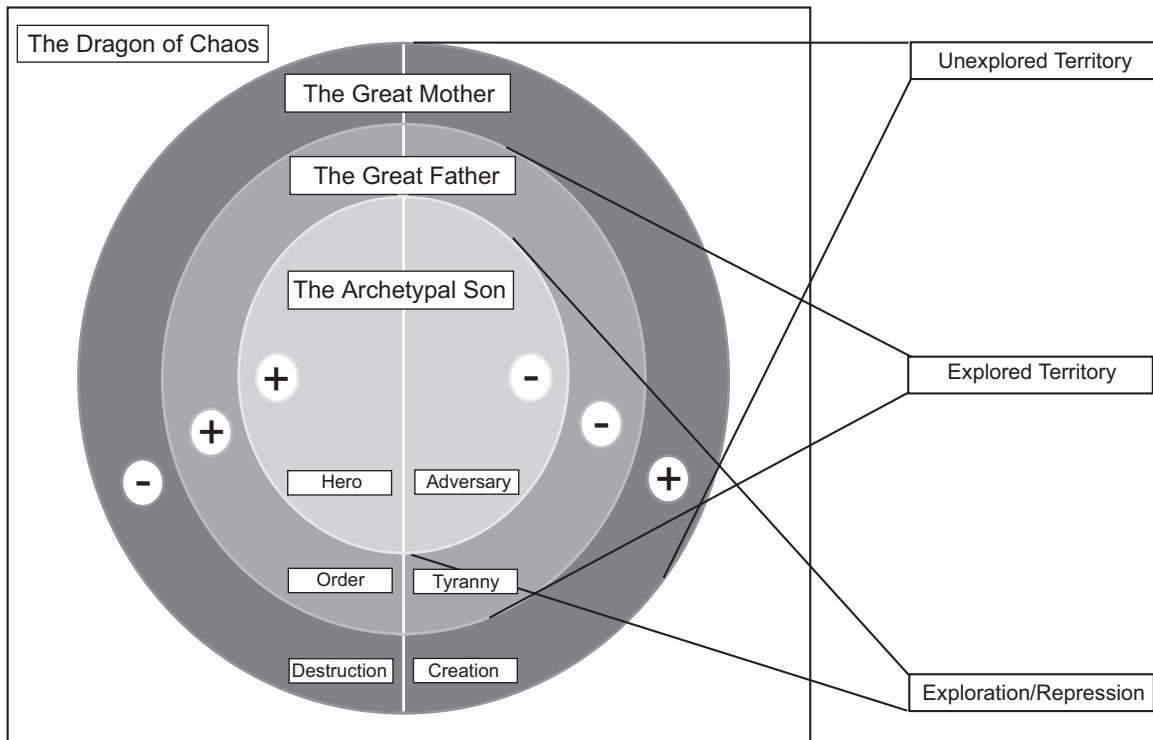 The Dragon of Chaos
Unexplored Territory
The Great Mother
The Great Father
The Archetypal Son
Explored Territory
+
-
+
-
-
+
Hero
Adversary
Order
Tyranny
Destruction
Creation
Exploration/Repression